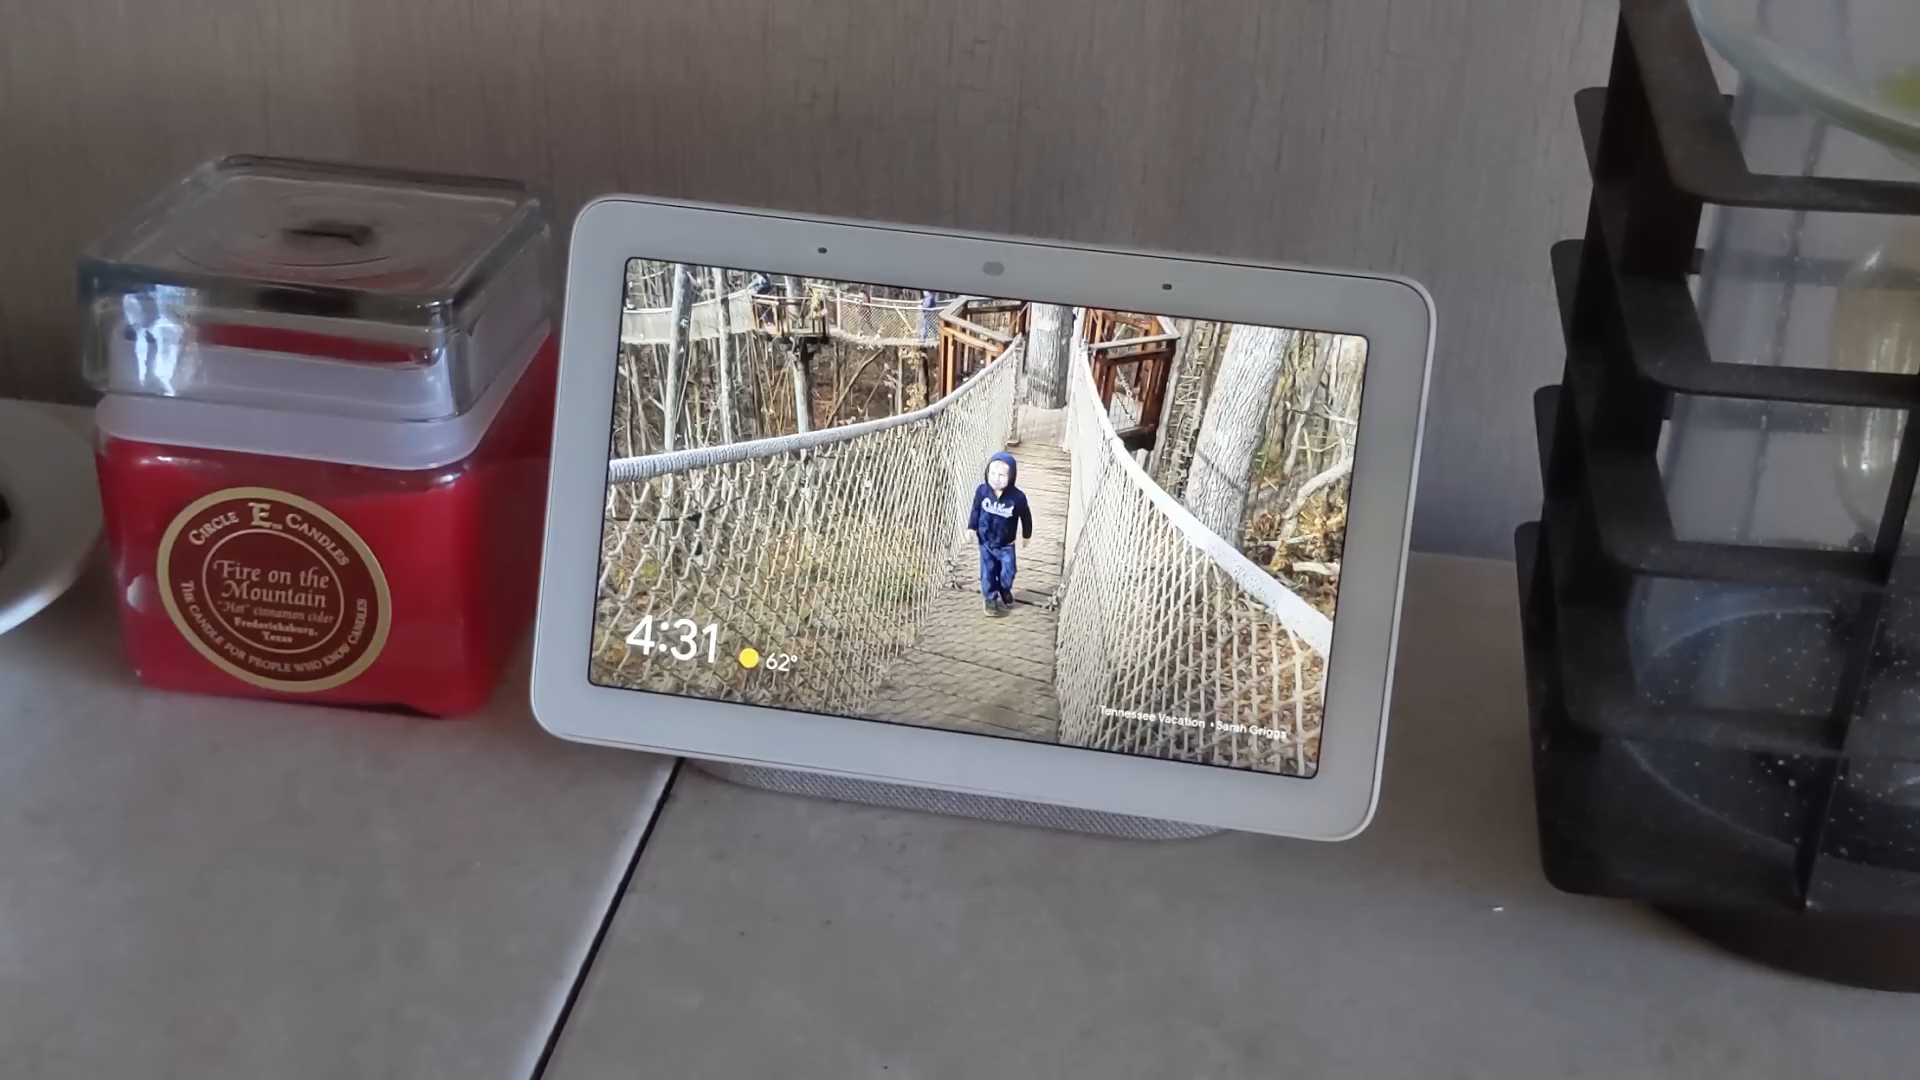 CIRCLE E CANDLES
Fire on the
Mountain
"Hot" cinnamon cider
Fredericksburg,
Texas
THE CANDLE FOR PEOPLE WHO KNOW CANDLES
4:31
62°
Tennessee Vacation • Sarah Griggs